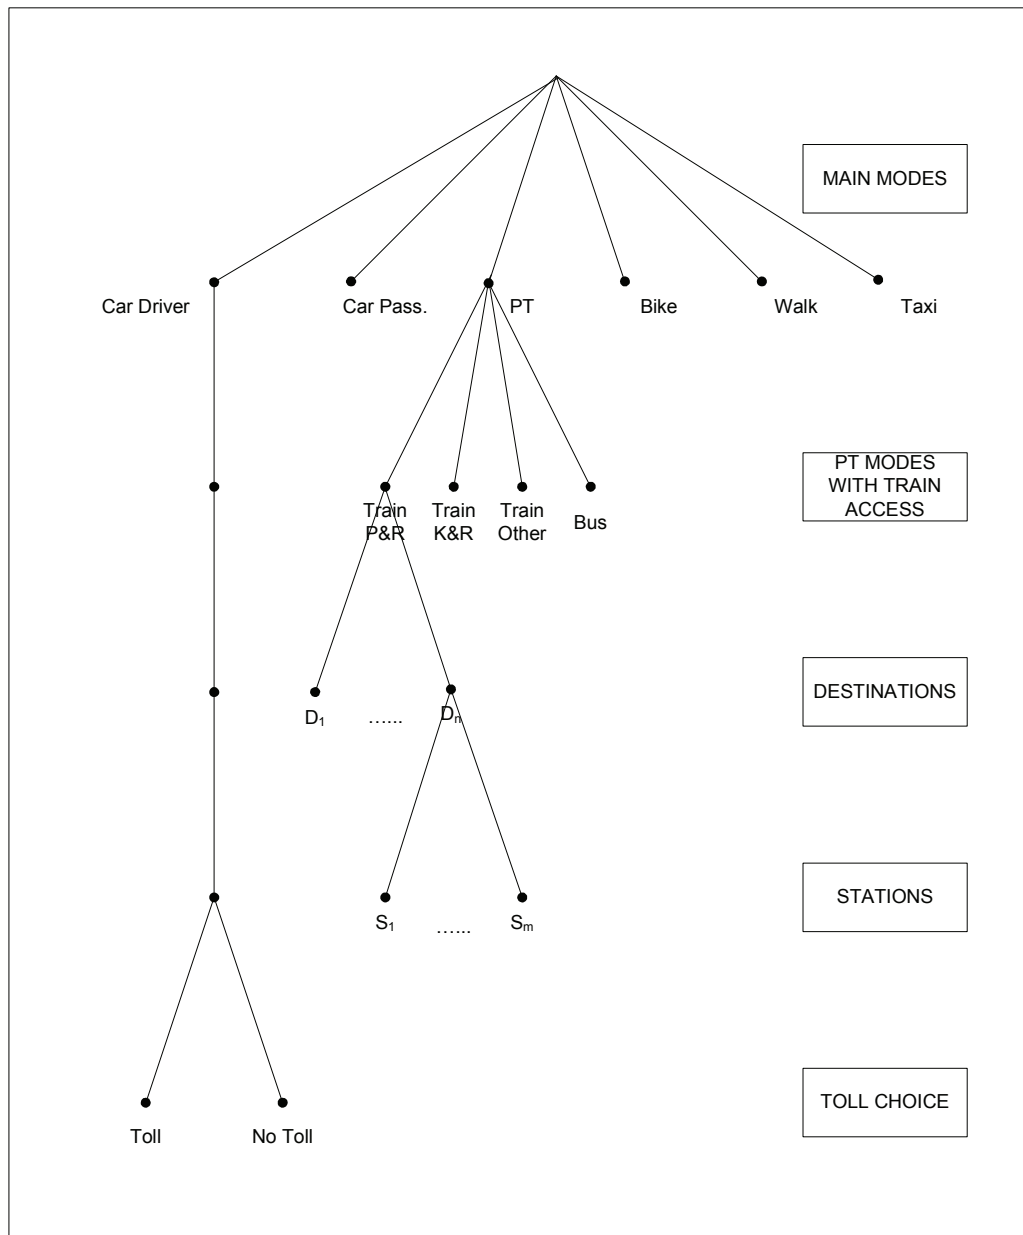 MAIN MODES
Car Driver
Car Pass.
PT
Bike
Walk
Taxi
PT MODES
WITH TRAIN
ACCESS
Train
P&R
Train
K&R
Train
Other
Bus
DESTINATIONS
D1
…...
Dn
STATIONS
S1
…...
Sm
TOLL CHOICE
Toll
No Toll